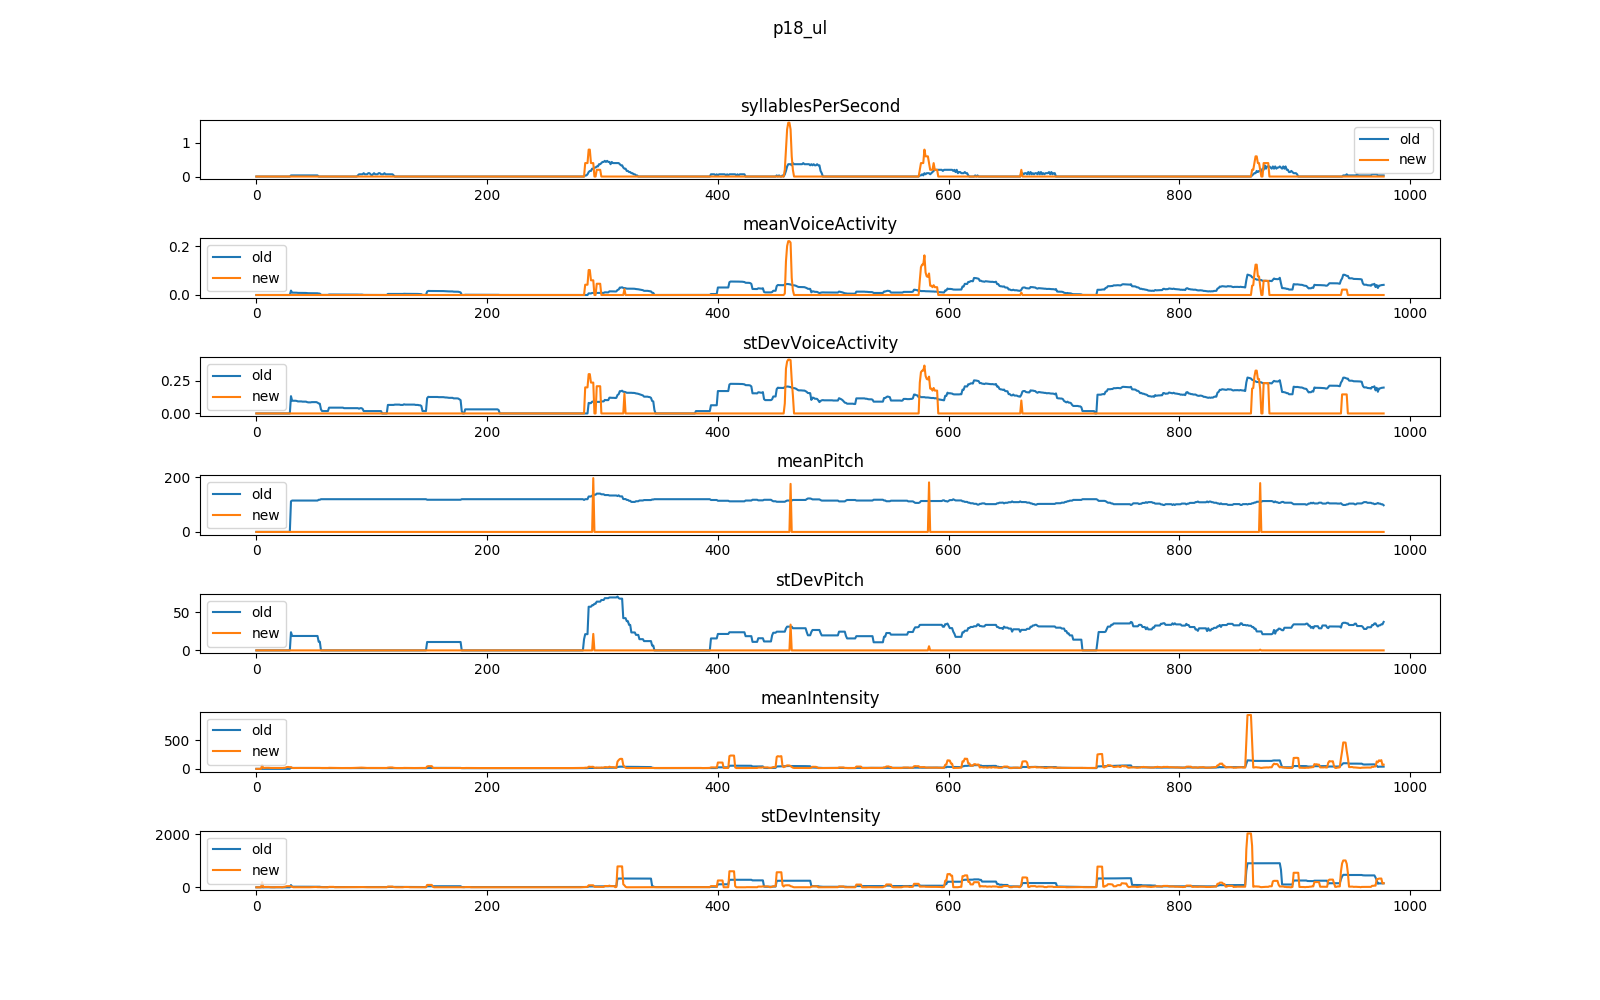 p18_ul
syllablesPerSecond
1
0
old
new
0 200 400 600 800 1000
meanVoiceActivity
0.2
0.0
old
new
0 200 400 600 800 1000
stDevVoiceActivity
0.25
0.00
old
new
0 200 400 600 800 1000
meanPitch
200
0
old
new
0 200 400 600 800 1000
stDevPitch
50
0
old
new
0 200 400 600 800 1000
meanIntensity
500
0
old
new
0 200 400 600 800 1000
stDevIntensity
2000
0
old
new
0 200 400 600 800 1000